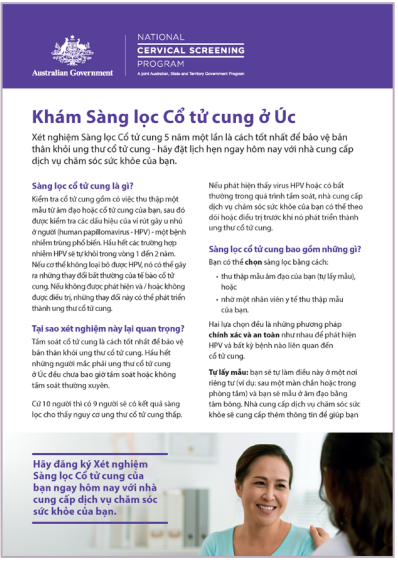 NATIONAL
CERVICAL SCREENING
PROGRAM
Australian Government
A joint Australian, State and Territory Government Program
Khám Sàng lọc Cổ tử cung ở Úc
Xét nghiệm Sàng lọc Cổ tử cung 5 năm một lần là cách tốt nhất để bảo vệ bản
thân khỏi ung thư cổ tử cung - hãy đặt lịch hẹn ngay hôm nay với nhà cung cấp
dịch vụ chăm sóc sức khỏe của bạn.
Sàng lọc cổ tử cung là gì?
Kiểm tra cổ tử cung gồm có việc thu thập một
mẫu từ âm đạo hoặc cổ tử cung của bạn, sau đó
được kiểm tra các dấu hiệu của vi rút gây u nhú
ở người (human papillomavirus - HPV) - một bệnh
nhiễm trùng phổ biến. Hầu hết các trường hợp
nhiễm HPV sẽ tự khỏi trong vòng 1 đến 2 năm.
Nếu cơ thể không loại bỏ được HPV, nó có thể gây
ra những thay đổi bất thường của tế bào cổ tử
cung. Nếu không được phát hiện và / hoặc không
được điều trị, những thay đổi này có thể phát triển
thành ung thư cổ tử cung.
Tại sao xét nghiệm này lại quan trọng?
Tầm soát cổ tử cung là cách tốt nhất để bảo vệ
bản thân khỏi ung thư cổ tử cung. Hầu hết
những người mắc phải ung thư cổ tử cung
ở Úc đều chưa bao giờ tầm soát hoặc không
tầm soát thường xuyên.
Cứ 10 người thì có 9 người sẽ có kết quả sàng
lọc cho thấy nguy cơ ung thư cổ tử cung thấp.
Nếu phát hiện thấy virus HPV hoặc có bất
thường trong quá trình tầm soát, nhà cung cấp
dịch vụ chăm sóc sức khỏe của bạn có thể theo
dõi hoặc điều trị trước khi nó phát triển thành
ung thư cổ tử cung.
Sàng lọc cổ tử cung bao gồm những gì?
Bạn có thể chọn sàng lọc bằng cách:
• thu thập mẫu âm đạo của bạn (tự lấy mẫu),
hoặc
• nhờ một nhân viên y tế thu thập mẫu
của bạn.
Hai lựa chọn đều là những phương pháp
chính xác và an toàn như nhau để phát hiện
HPV và bất kỳ bệnh nào liên quan đến
cổ tử cung.
Tự lấy mẫu: bạn sẽ tự làm điều này ở một nơi
riêng tư (ví dụ: sau một màn chắn hoặc trong
phòng tắm) và bạn sẽ mẫu ở âm đạo bằng
tăm bông. Nhà cung cấp dịch vụ chăm sóc sức
khỏe sẽ cung cấp thêm thông tin để giúp bạn
Hãy đăng ký Xét nghiệm
Sàng lọc Cổ tử cung của
bạn ngay hôm nay với nhà
cung cấp dịch vụ chăm sóc
sức khỏe của bạn.